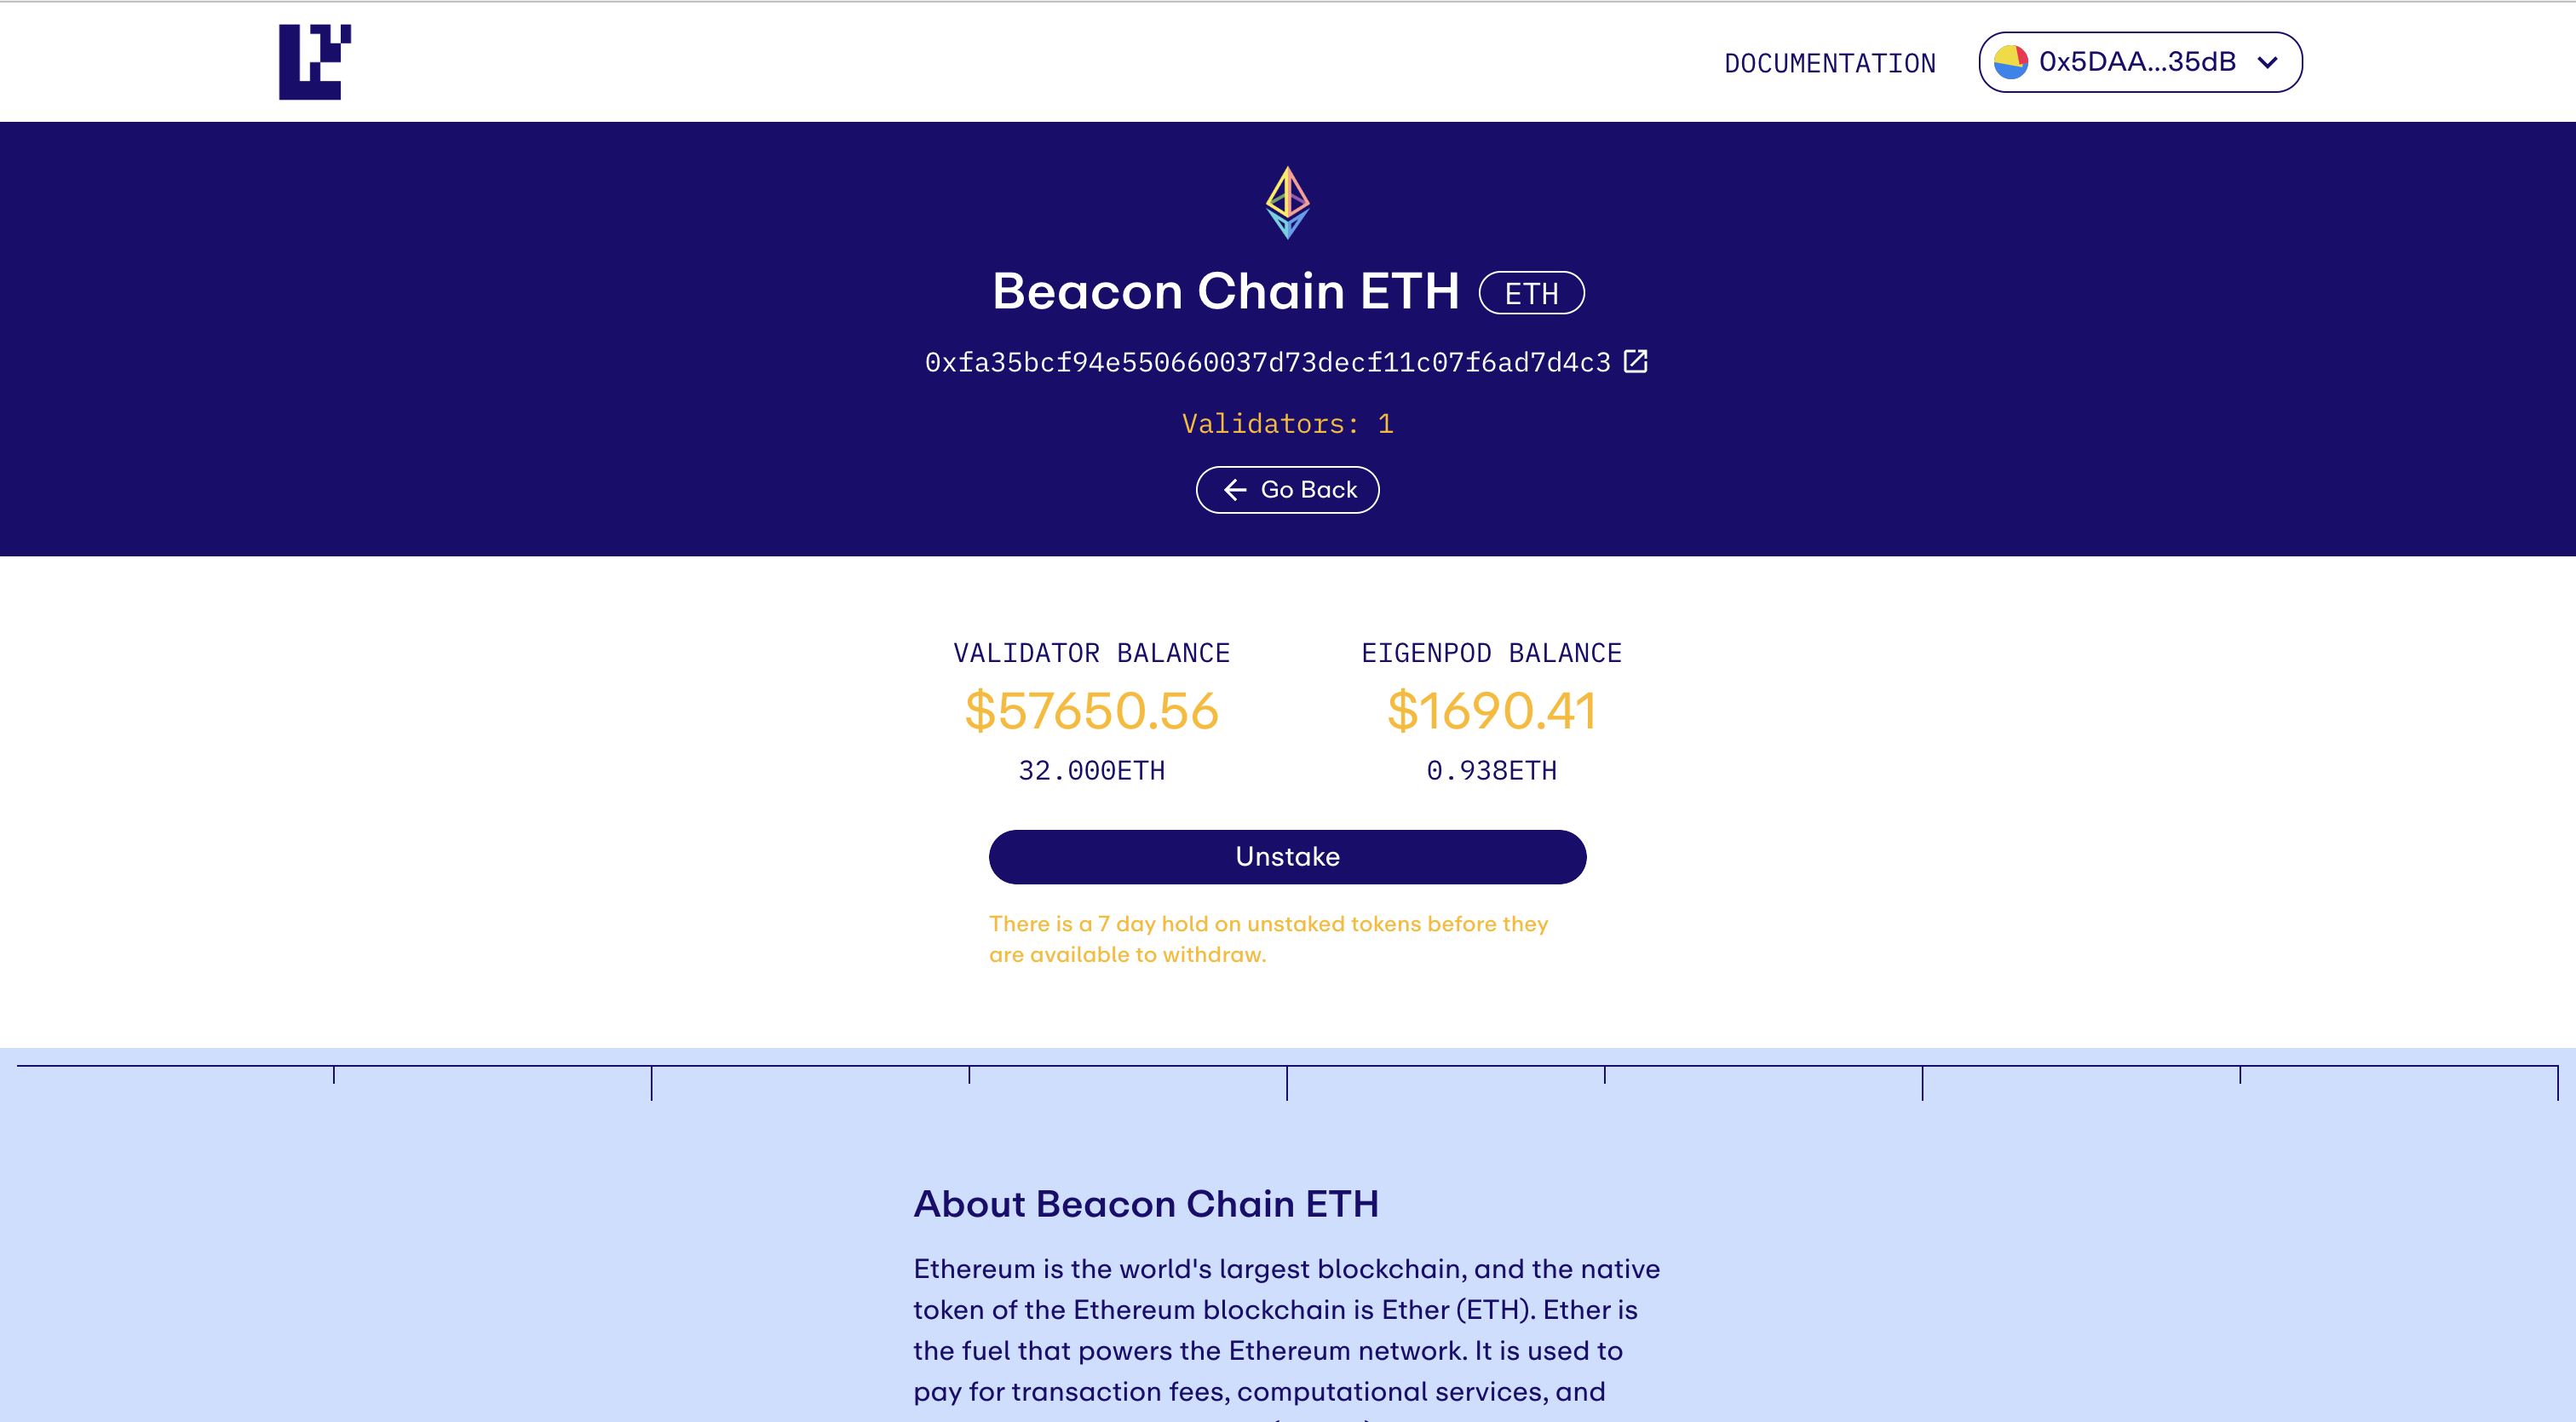 DOCUMENTATION
0x5DAA...35dB
Beacon Chain ETH ETH
0xfa35bcf94e550660037d73decf11c07f6ad7d4c3
Validators: 1
Go Back
VALIDATOR BALANCE
$57650.56
32.000ETH
EIGENPOD BALANCE
$1690.41
0.938ETH
Unstake
There is a 7 day hold on unstaked tokens before they
are available to withdraw.
About Beacon Chain ETH
Ethereum is the world's largest blockchain, and the native
token of the Ethereum blockchain is Ether (ETH). Ether is
the fuel that powers the Ethereum network. It is used to
pay for transaction fees, computational services, and